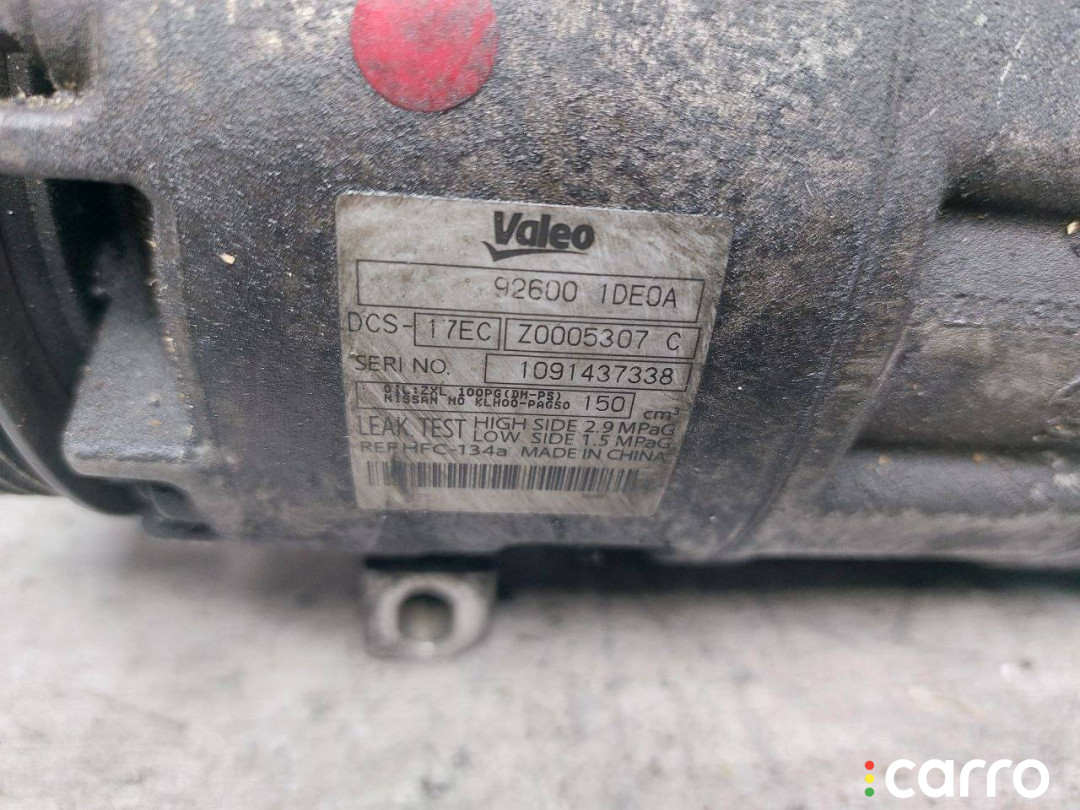 Valeo
92600 1DE0A
DCS- 17EC Z0005307 C
SERI NO. 1091437338
OIL:ZXL 100PG(DH-PS)
NISSAN NO KLH00-PAGS0 150 cm³
LEAK TEST HIGH SIDE 2.9 MPaG
LOW SIDE 1.5 MPaG
REF HFC-134a MADE IN CHINA
carro